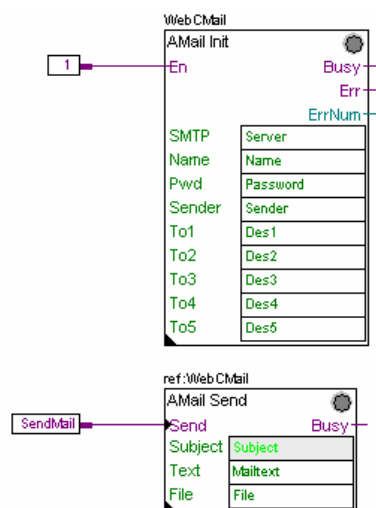 WebCMail
AMail Init
1 En Busy
Err
ErrNum
SMTP Server
Name Name
Pwd Password
Sender Sender
To1 Des1
To2 Des2
To3 Des3
To4 Des4
To5 Des5
ref:WebCMail
AMail Send
SendMail Send Busy
Subject Subject
Text Mailtext
File File